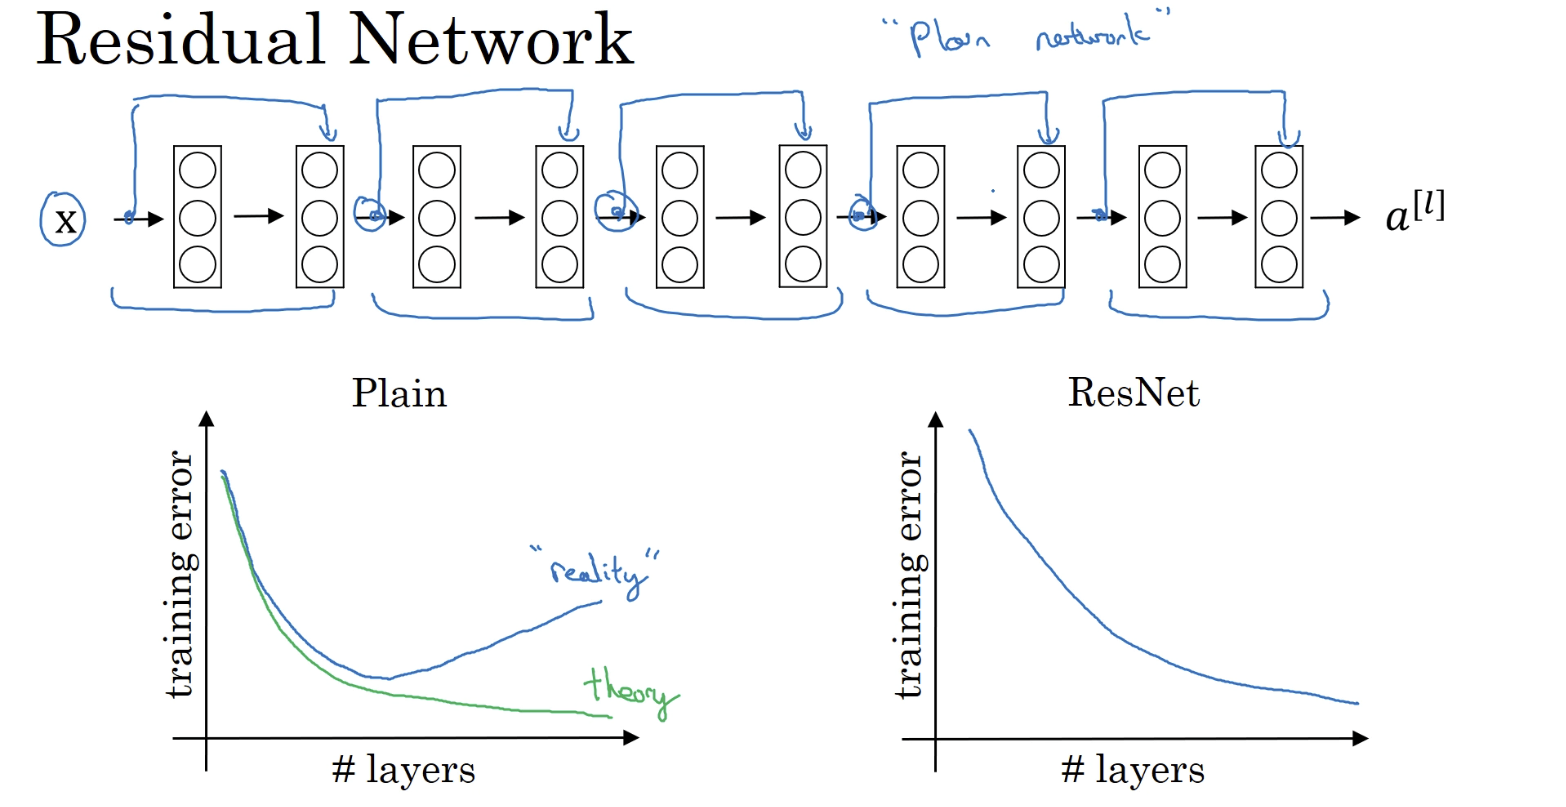 Residual Network
"Plain network"
x
a^[l]
Plain
ResNet
training error
"reality"
theory
# layers
training error
# layers